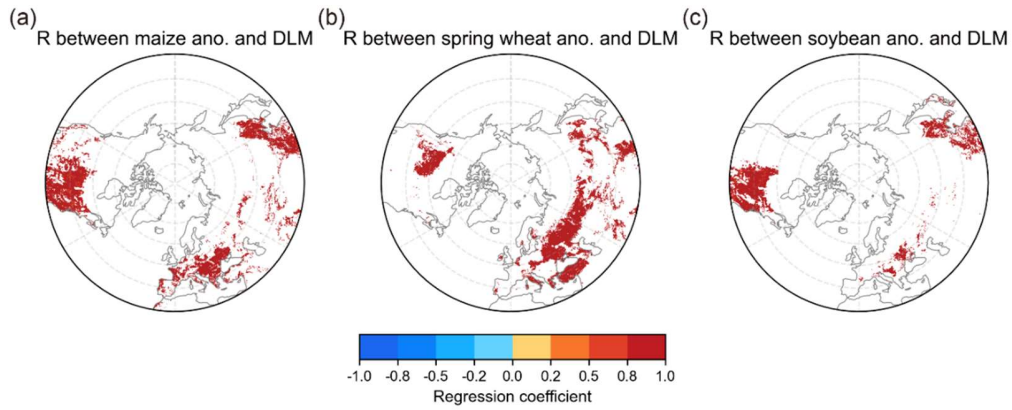 (a)
R between maize ano. and DLM
(b)
R between spring wheat ano. and DLM
(c)
R between soybean ano. and DLM
-1.0 -0.8 -0.5 -0.2 0.0 0.2 0.5 0.8 1.0
Regression coefficient